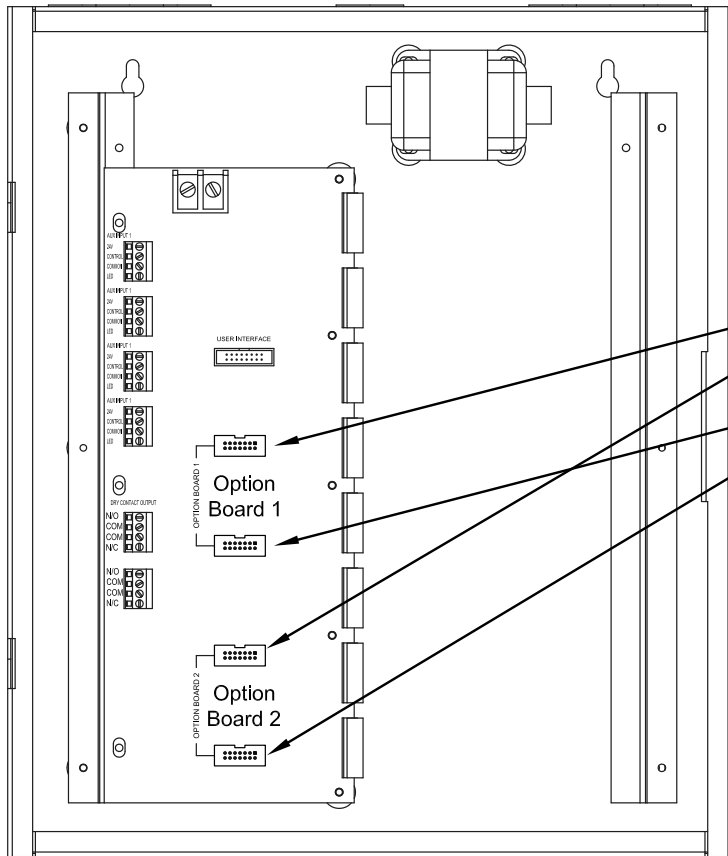 AUX INPUT 1
24V
CONTROL
COMMON
LED
AUX INPUT 1
24V
CONTROL
COMMON
LED
AUX INPUT 1
24V
CONTROL
COMMON
LED
AUX INPUT 1
24V
CONTROL
COMMON
LED
USER INTERFACE
OPTION BOARD 1
Option
Board 1
DRY CONTACT OUTPUT
N/O
COM
COM
N/C
N/O
COM
COM
N/C
OPTION BOARD 2
Option
Board 2